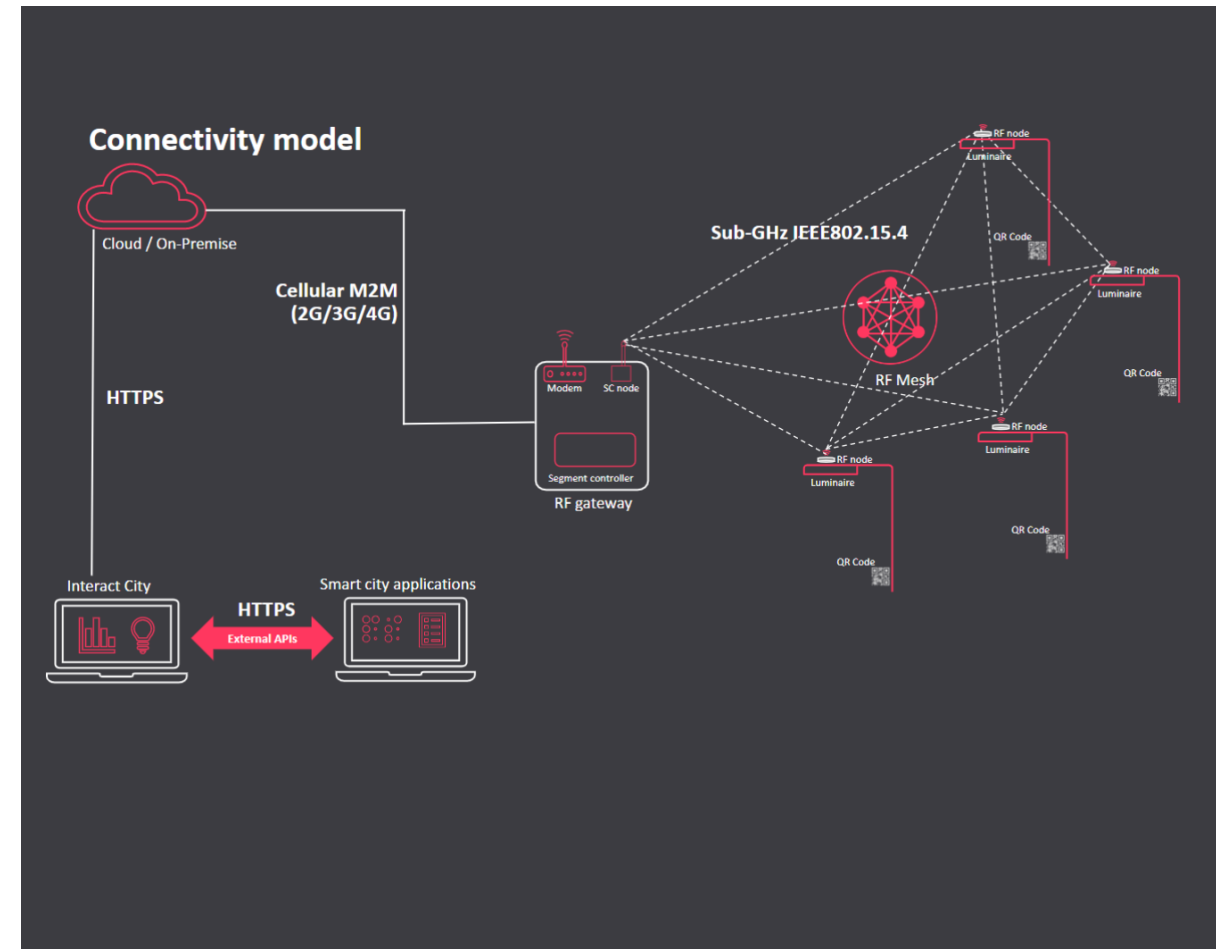 Connectivity model
Cloud / On-Premise
Cellular M2M
(2G/3G/4G)
HTTPS
Modem
SC node
Segment controller
RF gateway
Sub-GHz IEEE802.15.4
RF Mesh
RF node
Luminaire
QR Code
RF node
Luminaire
QR Code
RF node
Luminaire
QR Code
RF node
Luminaire
QR Code
Interact City
Smart city applications
HTTPS
External APIs